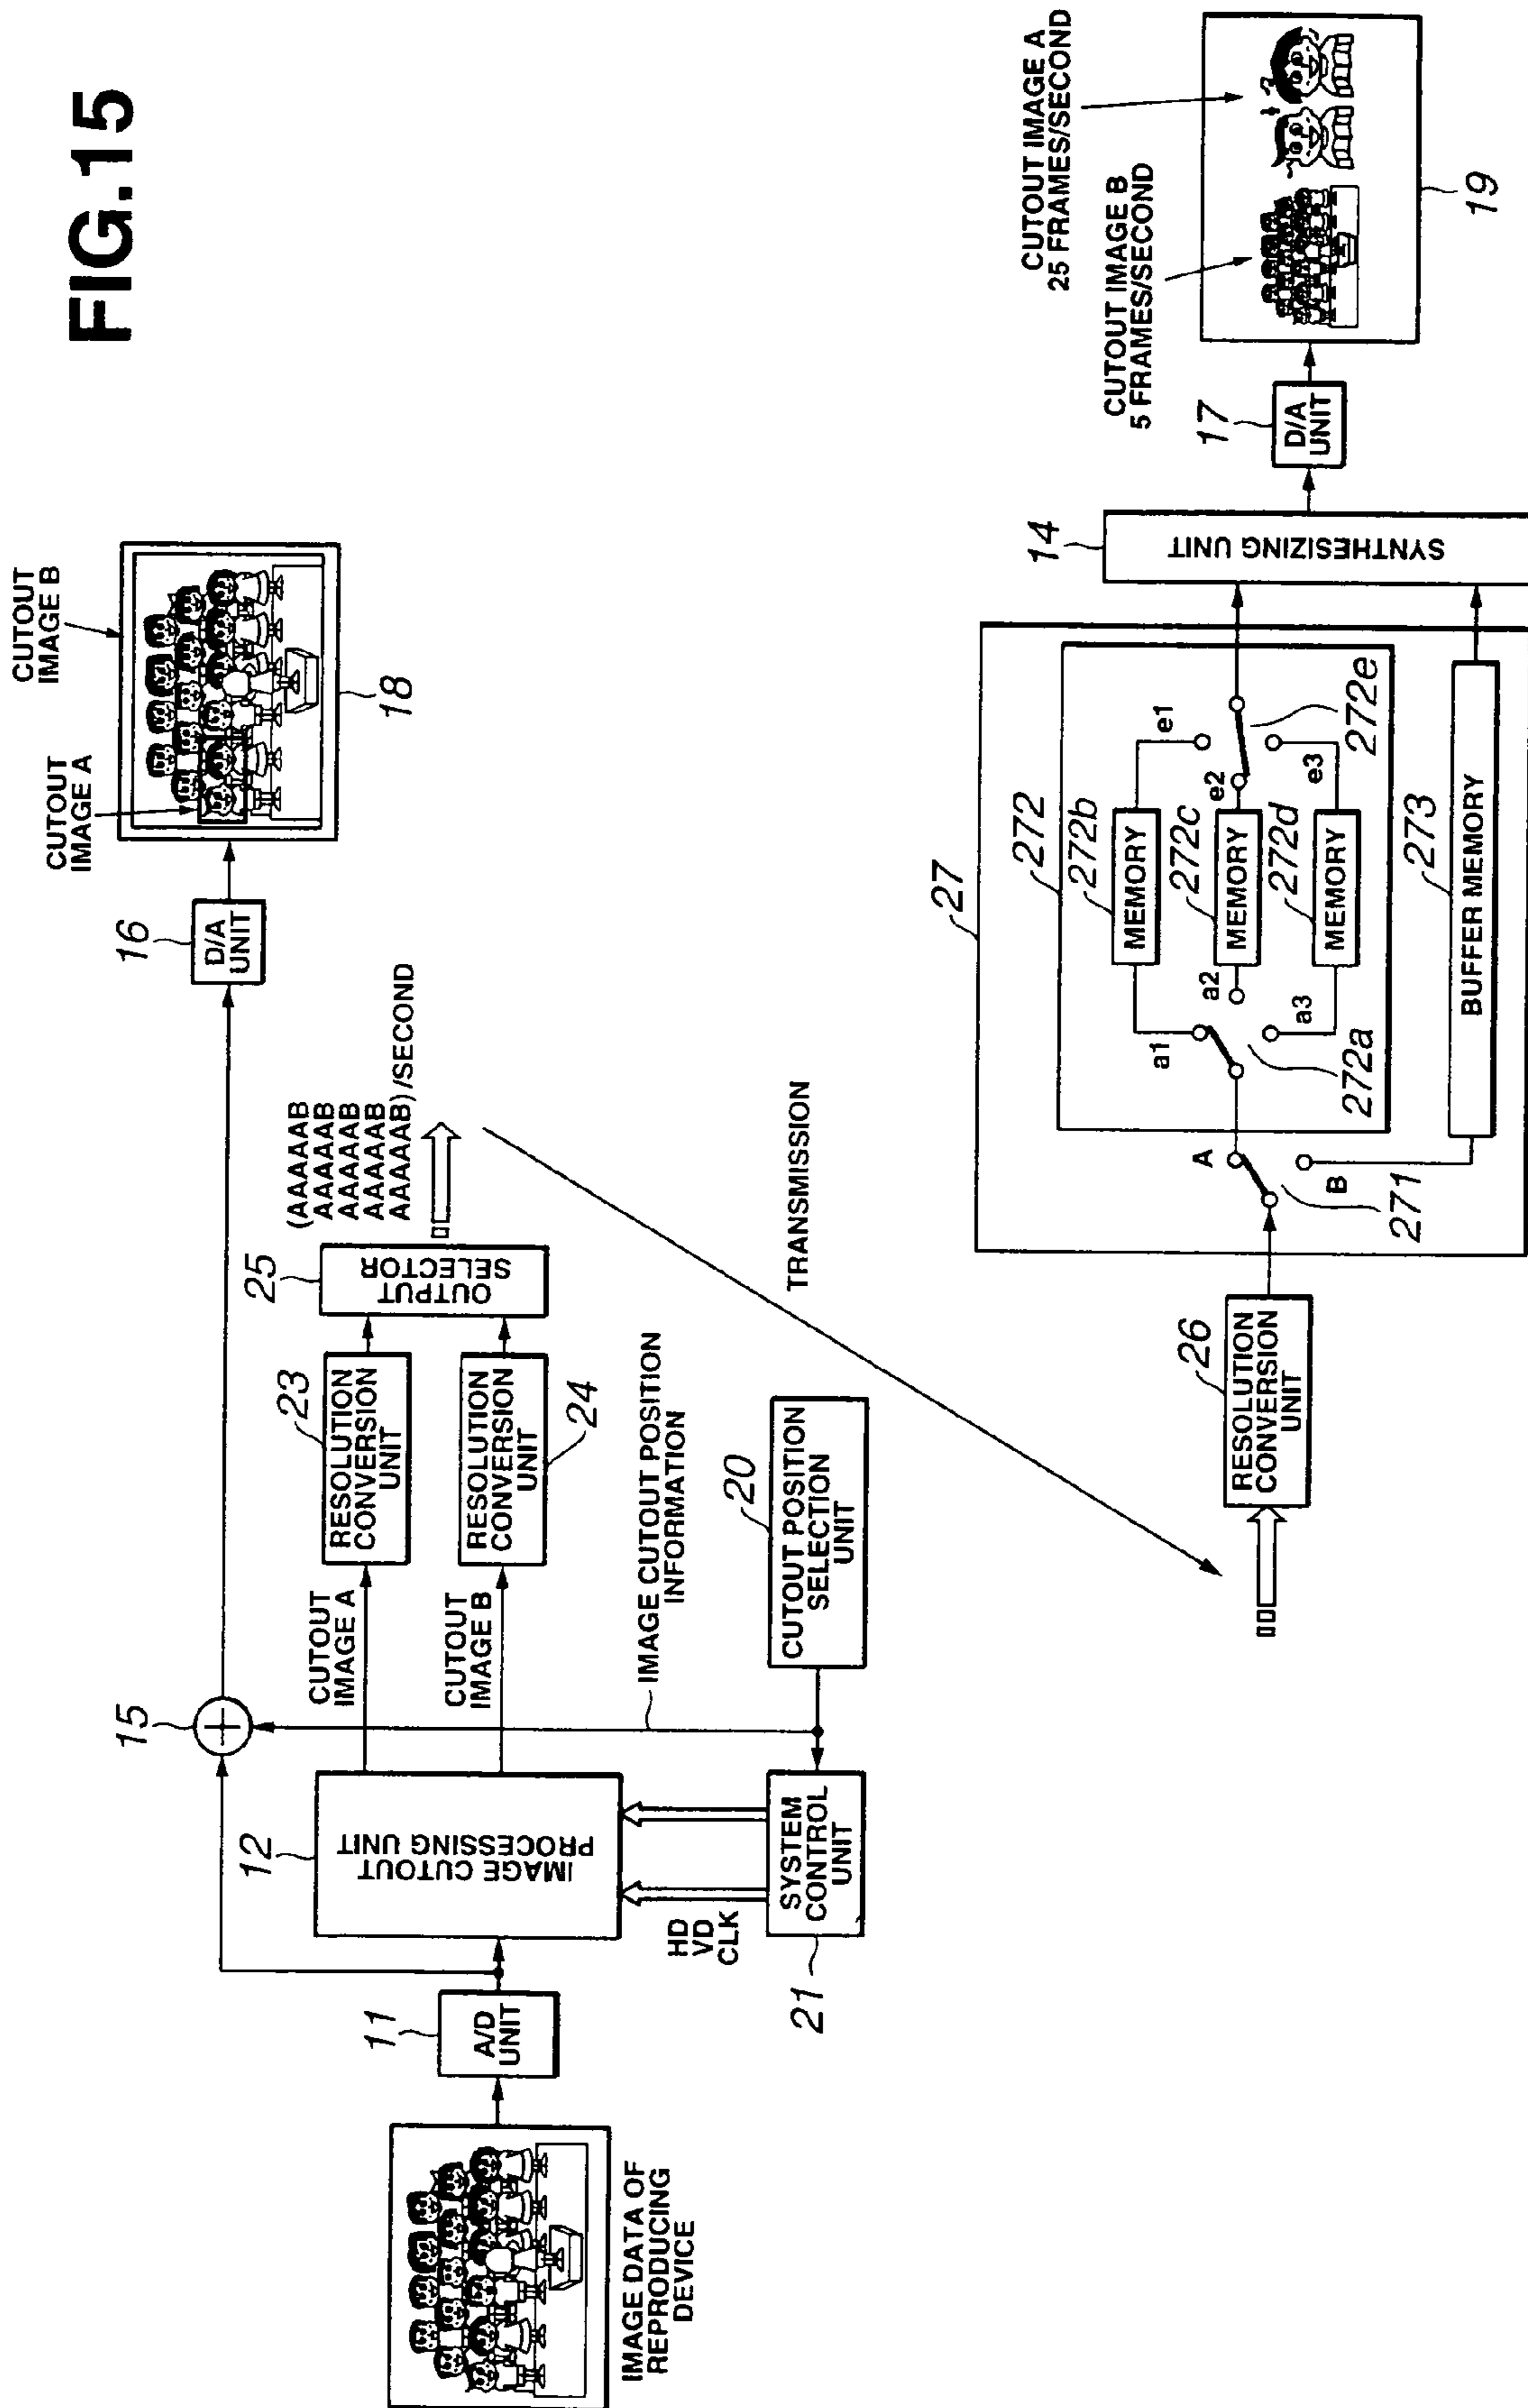 FIG.15
IMAGE DATA OF
REPRODUCING
DEVICE
11
A/D
UNIT
12
IMAGE CUTOUT
PROCESSING UNIT
15
HD
VD
CLK
21
SYSTEM
CONTROL
UNIT
20
CUTOUT POSITION
SELECTION
UNIT
IMAGE CUTOUT POSITION
INFORMATION
CUTOUT
IMAGE A
CUTOUT
IMAGE B
23
RESOLUTION
CONVERSION
UNIT
RESOLUTION
CONVERSION
UNIT
24
25
OUTPUT
SELECTOR
(AAAAAB
AAAAAB
AAAAAB
AAAAAB
AAAAAB)/SECOND
16
D/A
UNIT
CUTOUT
IMAGE A
CUTOUT
IMAGE B
18
TRANSMISSION
26
RESOLUTION
CONVERSION
UNIT
27
271
A
B
272
272a
a1
a2
a3
272b
MEMORY
272c
MEMORY
272d
MEMORY
e1
e2
e3
272e
273
BUFFER MEMORY
14
SYNTHESIZING UNIT
17
D/A
UNIT
CUTOUT IMAGE B
5 FRAMES/SECOND
CUTOUT IMAGE A
25 FRAMES/SECOND
19